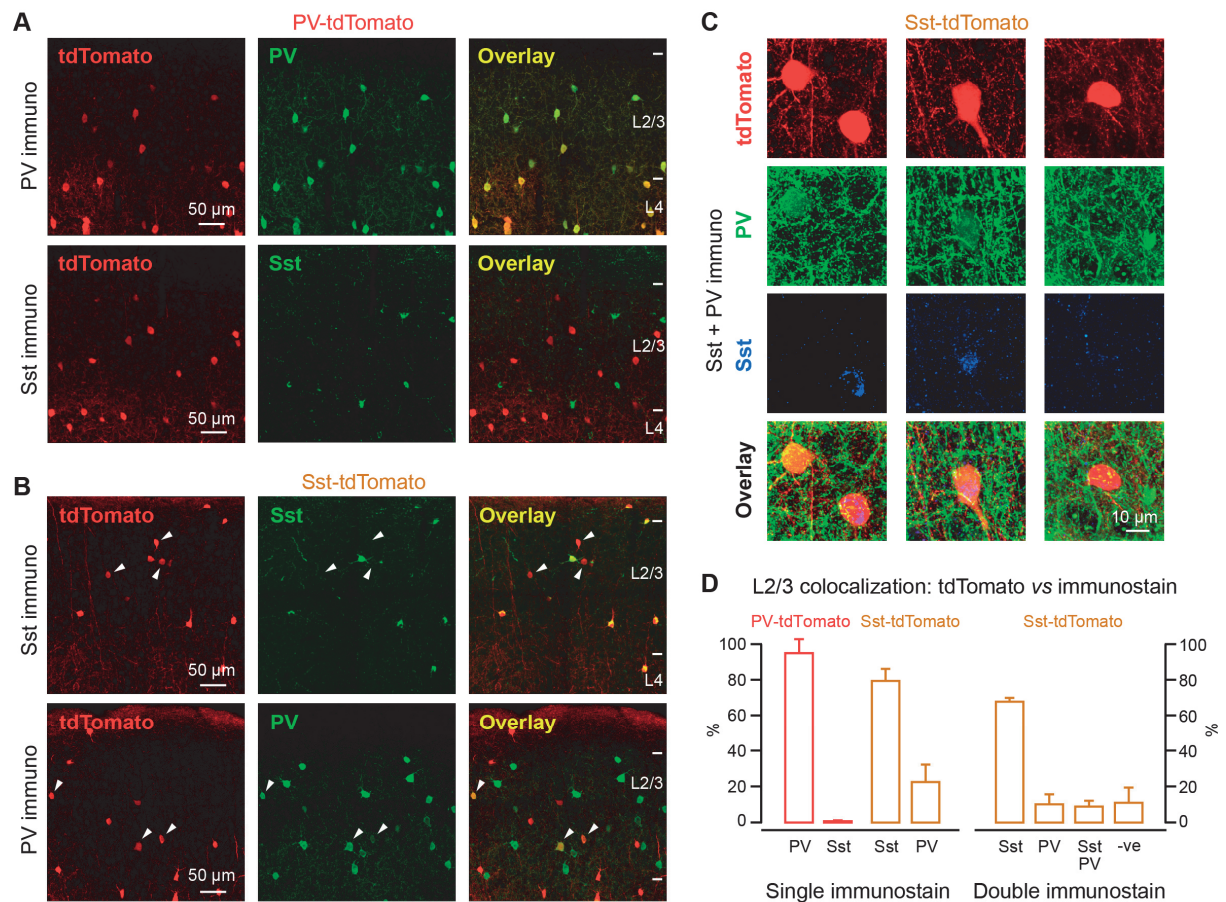 A
PV-tdTomato
PV immuno
tdTomato
PV
Overlay
L2/3
L4
50 µm
Sst immuno
tdTomato
Sst
Overlay
L2/3
L4
50 µm
B
Sst-tdTomato
Sst immuno
tdTomato
Sst
Overlay
L2/3
L4
50 µm
PV immuno
tdTomato
PV
Overlay
L2/3
50 µm
C
Sst-tdTomato
Sst + PV immuno
tdTomato
PV
Sst
Overlay
10 µm
D
L2/3 colocalization: tdTomato vs immunostain
PV-tdTomato Sst-tdTomato Sst-tdTomato
100 100
80 80
60 60
% %
40 40
20 20
0 0
PV Sst Sst PV Sst PV Sst -ve
PV
Single immunostain Double immunostain